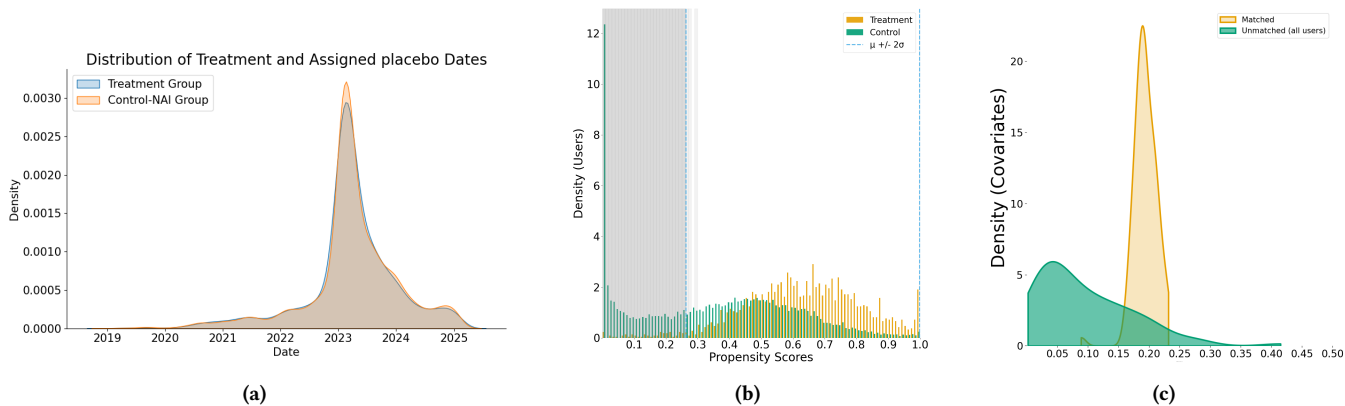 Distribution of Treatment and Assigned placebo Dates
Treatment Group
Control-NAI Group
Density
0.0030
0.0025
0.0020
0.0015
0.0010
0.0005
0.0000
2019 2020 2021 2022 2023 2024 2025
Date
(a)
Treatment
Control
μ +/- 2σ
Density (Users)
12
10
8
6
4
2
0
0.1 0.2 0.3 0.4 0.5 0.6 0.7 0.8 0.9 1.0
Propensity Scores
(b)
Matched
Unmatched (all users)
Density (Covariates)
20
15
10
5
0
0.05 0.10 0.15 0.20 0.25 0.30 0.35 0.40 0.45 0.50
(c)